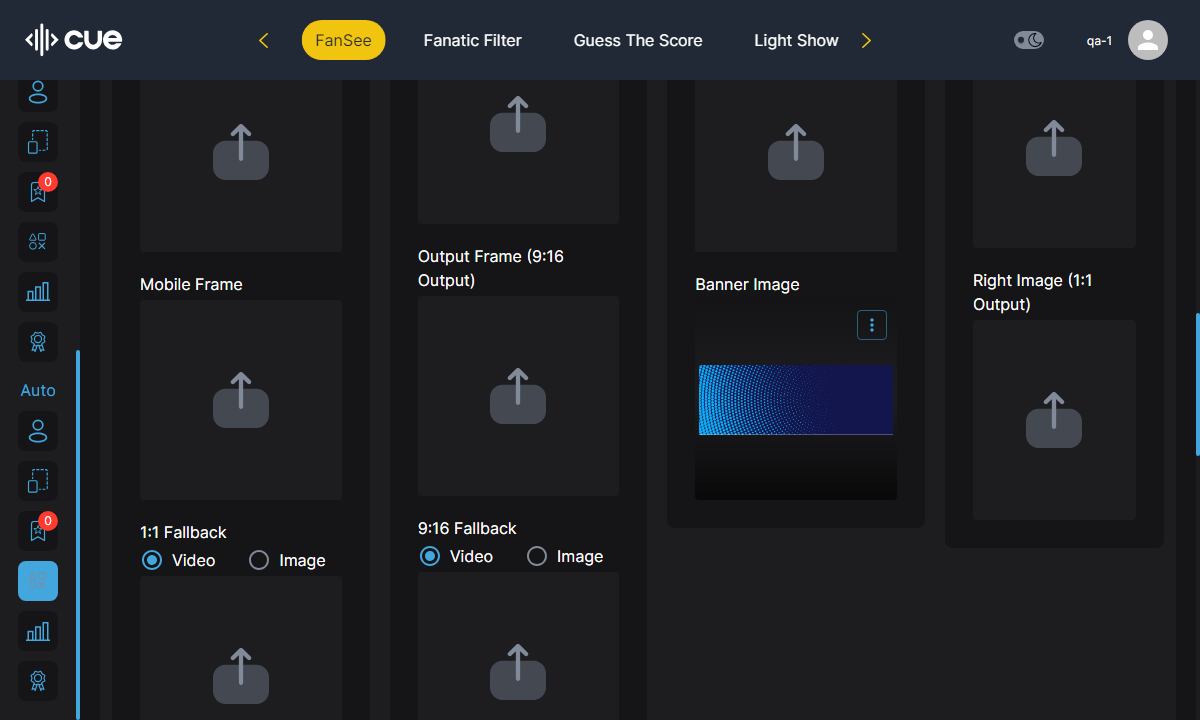 cue
FanSee
Fanatic Filter
Guess The Score
Light Show
qa-1
0
Auto
0
Mobile Frame
1:1 Fallback
Video
Image
Output Frame (9:16
Output)
9:16 Fallback
Video
Image
Banner Image
Right Image (1:1
Output)